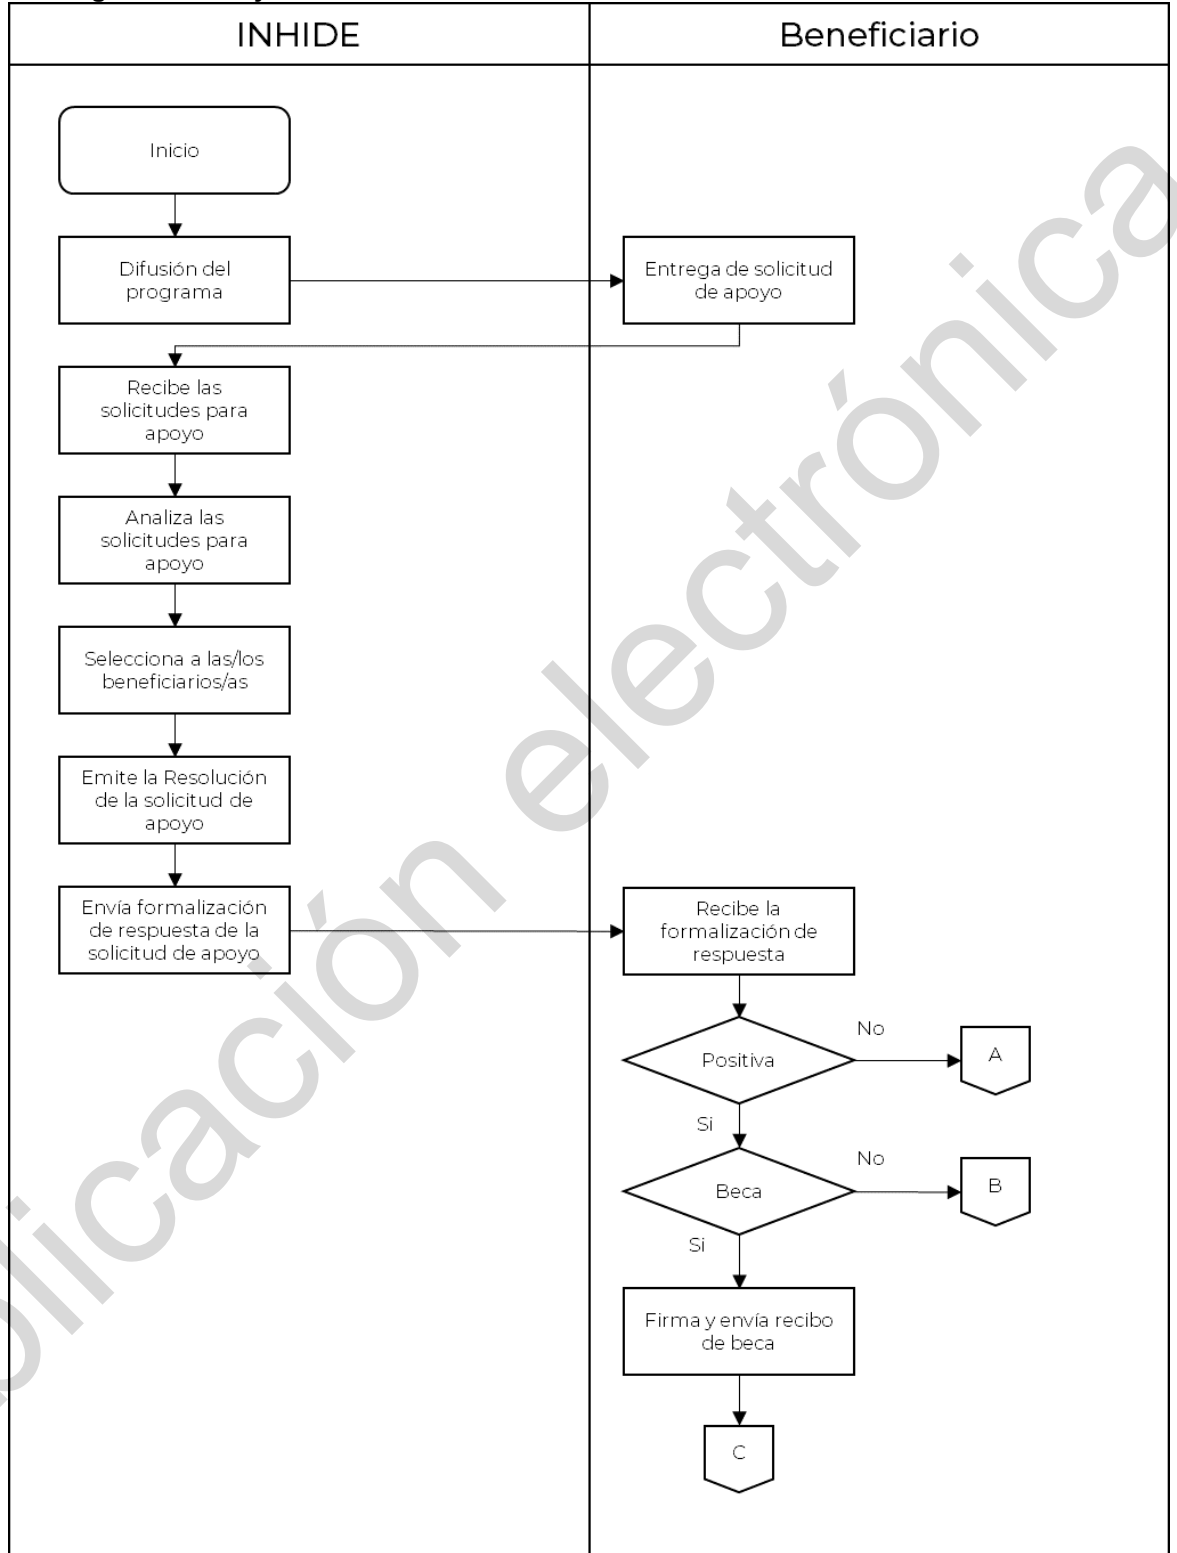 INHIDE
Beneficiario
Inicio
Difusión del
programa
Entrega de solicitud
de apoyo
Recibe las
solicitudes para
apoyo
Analiza las
solicitudes para
apoyo
Selecciona a las/los
beneficiarios/as
Emite la Resolución
de la solicitud de
apoyo
Envía formalización
de respuesta de la
solicitud de apoyo
Recibe la
formalización de
respuesta
Positiva
No
A
Si
Beca
No
B
Si
Firma y envía recibo
de beca
C
electrónica